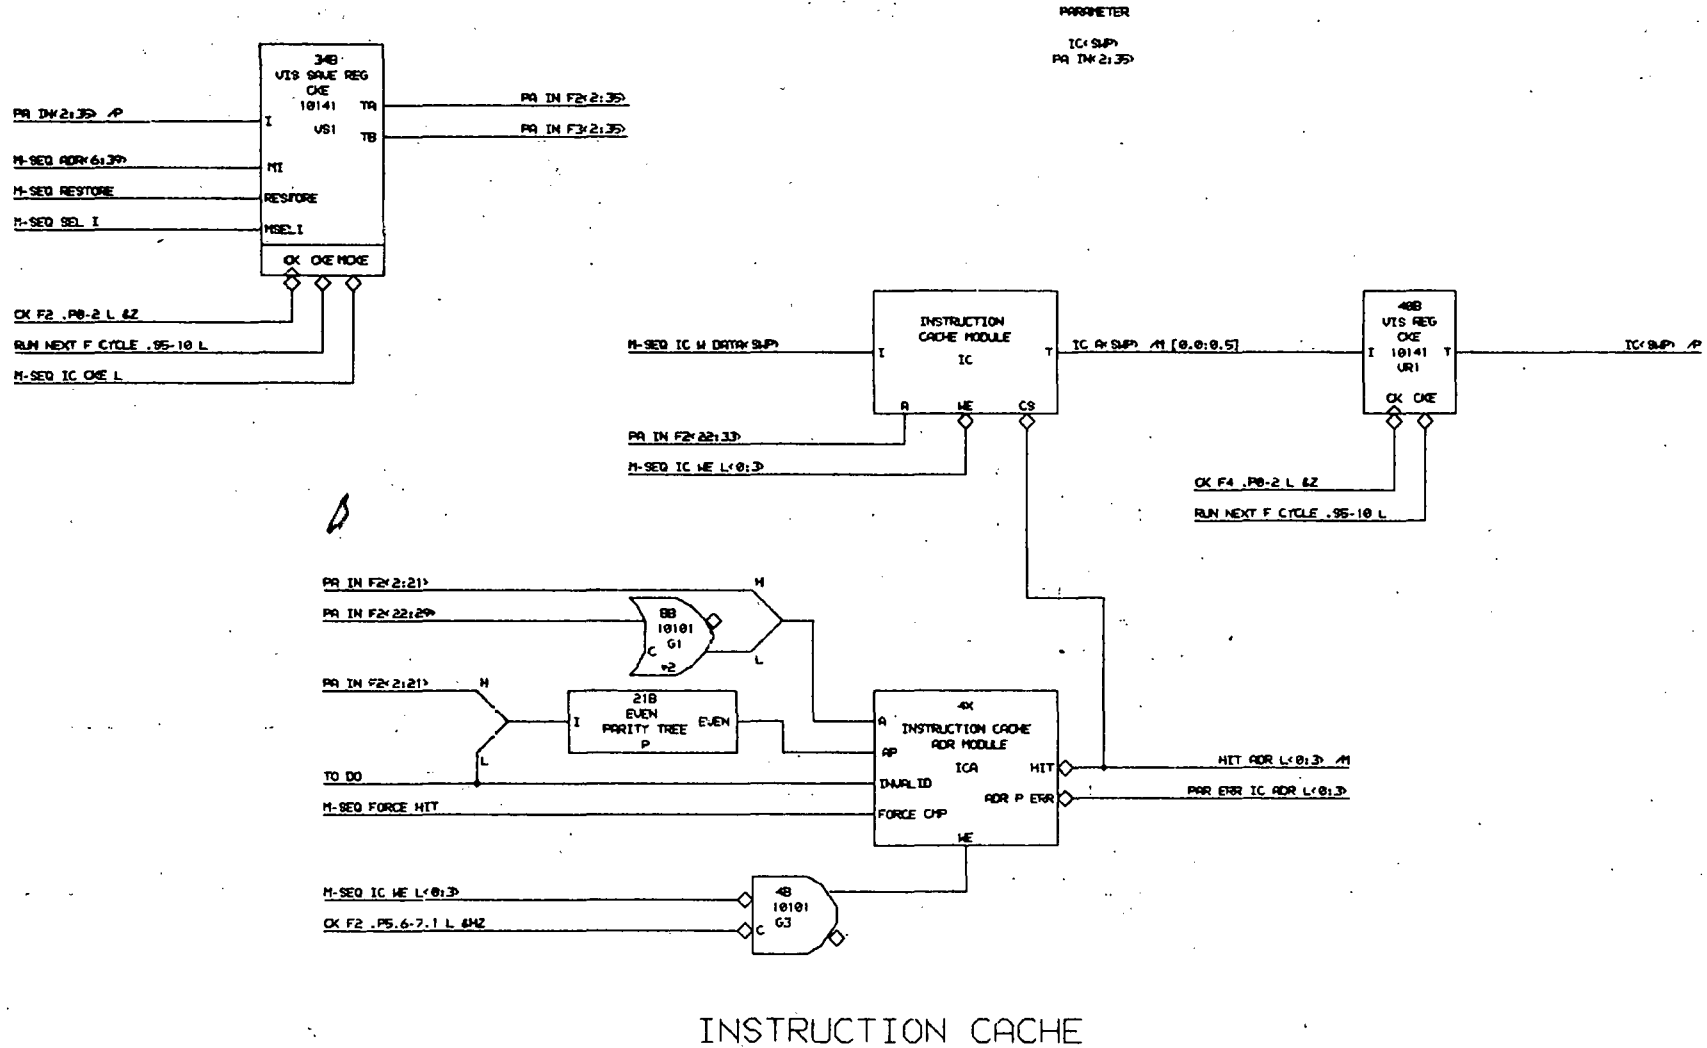 PARAMETER
IC<SWP>
PA IN<2:35>
34B
VIS SAVE REG
CKE
10141
VS1
I
MI
RESTORE
MSELI
TA
TB
CK CKE MCKE
PA IN<2:35> /P
M-SEQ ADR<6:39>
M-SEQ RESTORE
M-SEQ SEL I
PA IN F2<2:35>
PA IN F3<2:35>
CK F2 .P0-2 L &Z
RUN NEXT F CYCLE .S5-10 L
M-SEQ IC CKE L
INSTRUCTION
CACHE MODULE
IC
I
T
A
WE
CS
M-SEQ IC W DATA<SWP>
PA IN F2<22:33>
M-SEQ IC WE L<0:3>
IC A<SWP> /M [0.0:0.5]
40B
VIS REG
CKE
10141
VR1
I
T
CK CKE
IC<SWP> /P
CK F4 .P0-2 L &Z
RUN NEXT F CYCLE .S5-10 L
PA IN F2<2:21>
H
PA IN F2<22:29>
8B
10101
G1
C
*2
L
PA IN F2<2:21>
H
L
21B
EVEN
PARITY TREE
P
I
EVEN
TO DO
M-SEQ FORCE HIT
4X
INSTRUCTION CACHE
ADR MODULE
ICA
A
AP
INVALID
FORCE CMP
HIT
ADR P ERR
WE
HIT ADR L<0:3> /M
PAR ERR IC ADR L<0:3>
M-SEQ IC WE L<0:3>
CK F2 .P5.6-7.1 L &HZ
4B
10101
G3
C
INSTRUCTION CACHE